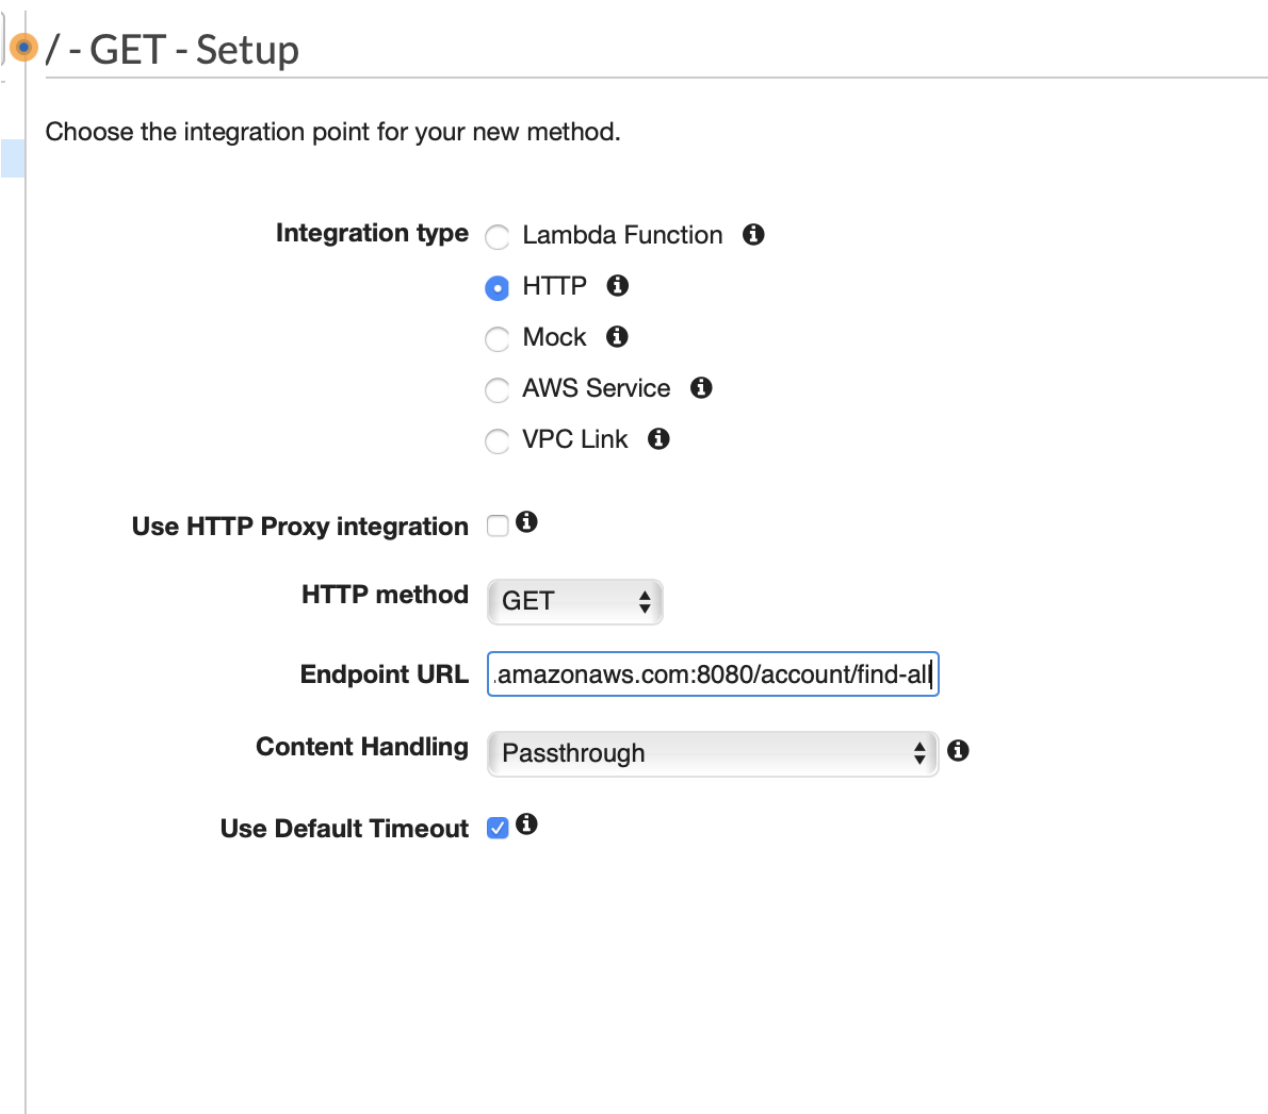 / - GET - Setup
Choose the integration point for your new method.
Integration type
Lambda Function
HTTP
Mock
AWS Service
VPC Link
Use HTTP Proxy integration
HTTP method GET
Endpoint URL .amazonaws.com:8080/account/find-all
Content Handling Passthrough
Use Default Timeout